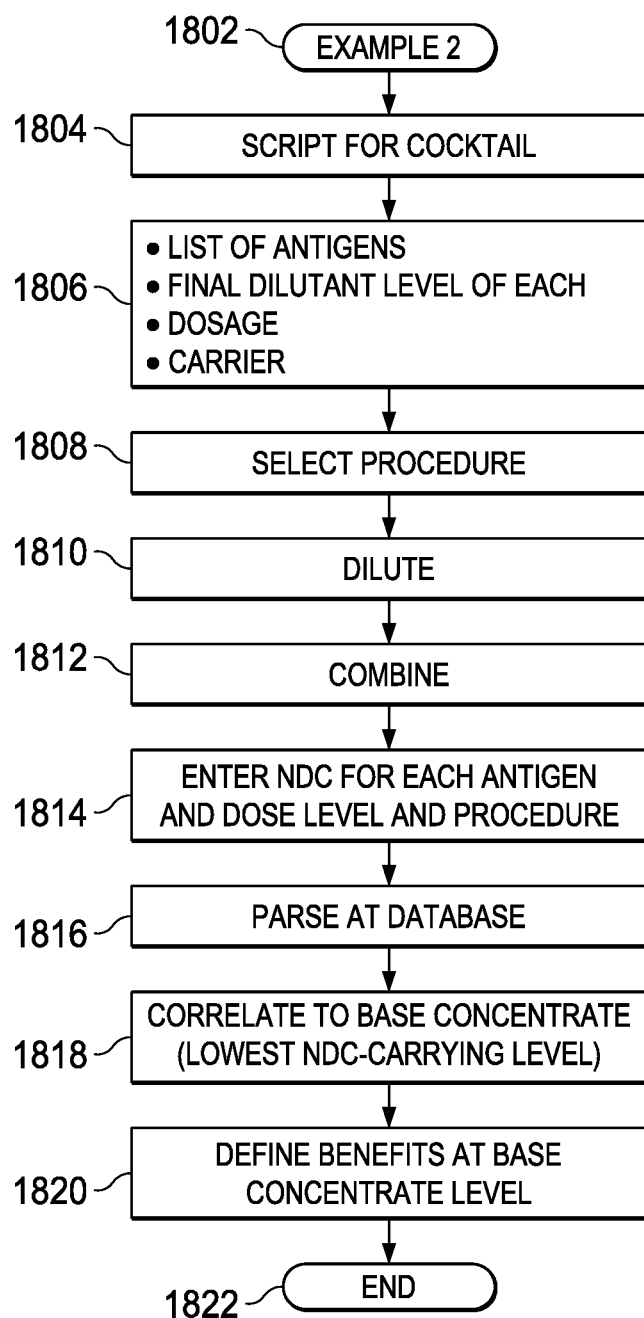 1802
EXAMPLE 2
1804
SCRIPT FOR COCKTAIL
1806
• LIST OF ANTIGENS
• FINAL DILUTANT LEVEL OF EACH
• DOSAGE
• CARRIER
1808
SELECT PROCEDURE
1810
DILUTE
1812
COMBINE
1814
ENTER NDC FOR EACH ANTIGEN
AND DOSE LEVEL AND PROCEDURE
1816
PARSE AT DATABASE
1818
CORRELATE TO BASE CONCENTRATE
(LOWEST NDC-CARRYING LEVEL)
1820
DEFINE BENEFITS AT BASE
CONCENTRATE LEVEL
1822
END